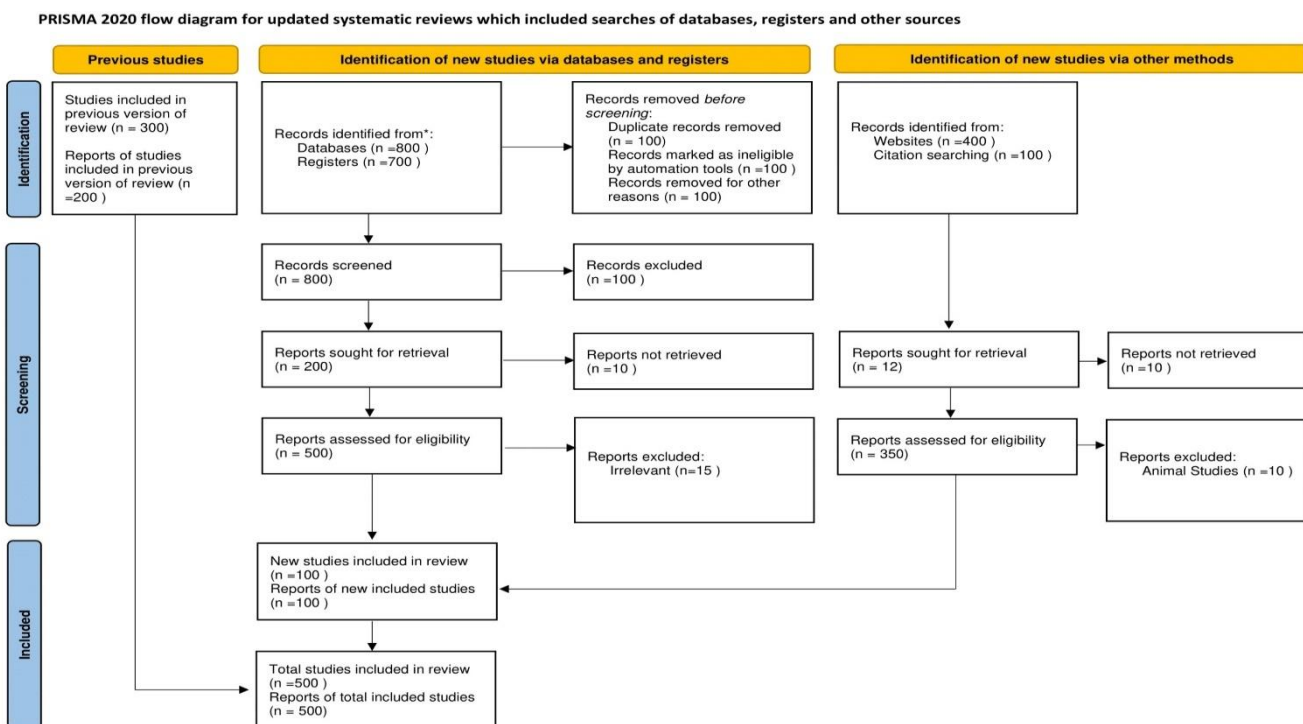 PRISMA 2020 flow diagram for updated systematic reviews which included searches of databases, registers and other sources
Previous studies
Identification of new studies via databases and registers
Identification of new studies via other methods
Identification
Studies included in
previous version of
review (n = 300)
Reports of studies
included in previous
version of review (n
=200 )
Records identified from*:
Databases (n =800 )
Registers (n =700 )
Records removed before
screening:
Duplicate records removed
(n = 100)
Records marked as ineligible
by automation tools (n =100 )
Records removed for other
reasons (n = 100)
Records identified from:
Websites (n =400 )
Citation searching (n =100 )
Screening
Records screened
(n = 800)
Records excluded
(n =100 )
Reports sought for retrieval
(n = 200)
Reports not retrieved
(n =10 )
Reports sought for retrieval
(n = 12)
Reports not retrieved
(n =10 )
Reports assessed for eligibility
(n = 500)
Reports excluded:
Irrelevant (n=15 )
Reports assessed for eligibility
(n = 350)
Reports excluded:
Animal Studies (n =10 )
Included
New studies included in review
(n =100 )
Reports of new included studies
(n =100 )
Total studies included in review
(n =500 )
Reports of total included studies
(n = 500)